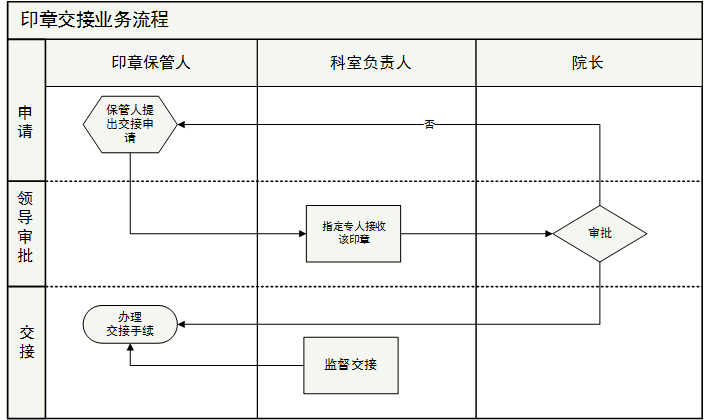 印章交接业务流程
印章保管人
科室负责人
院长
申
请
保管人提
出交接申
请
否
领
导
审
批
指定专人接收
该印章
审批
交
接
办理
交接手续
监督交接